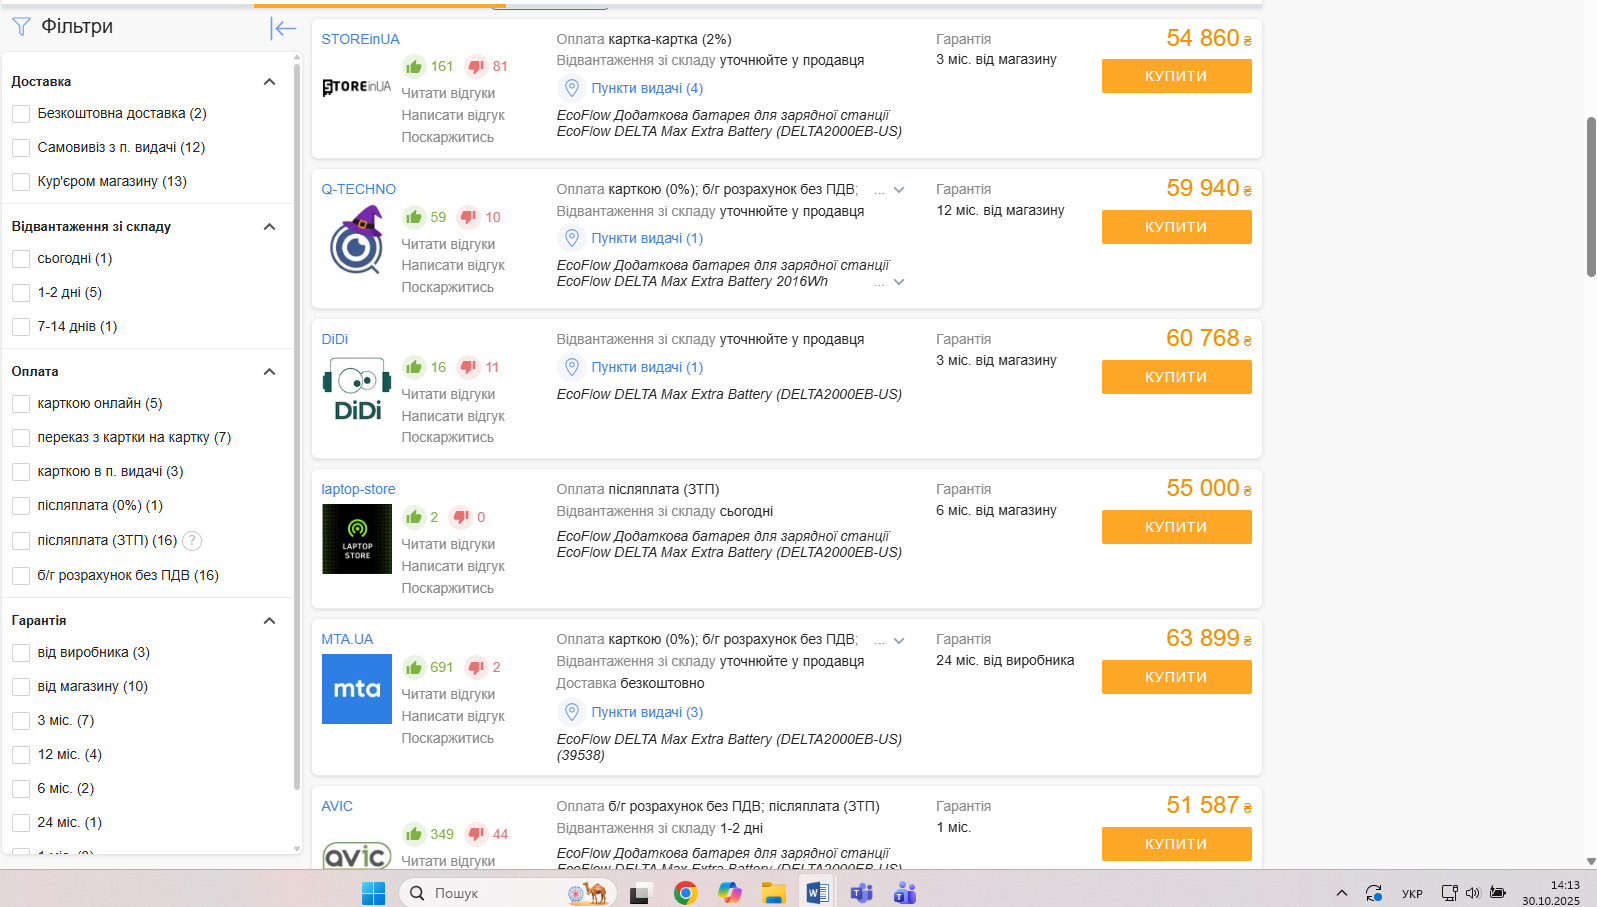 Фільтри
Доставка
Безкоштовна доставка (2)
Самовивіз з п. видачі (12)
Кур'єром магазину (13)
Відвантаження зі складу
сьогодні (1)
1-2 дні (5)
7-14 днів (1)
Оплата
карткою онлайн (5)
переказ з картки на картку (7)
карткою в п. видачі (3)
післяплата (0%) (1)
післяплата (ЗТП) (16) ?
б/г розрахунок без ПДВ (16)
Гарантія
від виробника (3)
від магазину (10)
3 міс. (7)
12 міс. (4)
6 міс. (2)
24 міс. (1)
STOREinUA
STOREinUA
161 81
Читати відгуки
Написати відгук
Поскаржитись
Оплата картка-картка (2%)
Відвантаження зі складу уточнюйте у продавця
Пункти видачі (4)
EcoFlow Додаткова батарея для зарядної станції
EcoFlow DELTA Max Extra Battery (DELTA2000EB-US)
Гарантія
3 міс. від магазину
54 860 ₴
КУПИТИ
Q-TECHNO
59 10
Читати відгуки
Написати відгук
Поскаржитись
Оплата карткою (0%); б/г розрахунок без ПДВ; ...
Відвантаження зі складу уточнюйте у продавця
Пункти видачі (1)
EcoFlow Додаткова батарея для зарядної станції
EcoFlow DELTA Max Extra Battery 2016Wh ...
Гарантія
12 міс. від магазину
59 940 ₴
КУПИТИ
DiDi
DiDi
16 11
Читати відгуки
Написати відгук
Поскаржитись
Відвантаження зі складу уточнюйте у продавця
Пункти видачі (1)
EcoFlow DELTA Max Extra Battery (DELTA2000EB-US)
Гарантія
3 міс. від магазину
60 768 ₴
КУПИТИ
laptop-store
LAPTOP
STORE
2 0
Читати відгуки
Написати відгук
Поскаржитись
Оплата післяплата (ЗТП)
Відвантаження зі складу сьогодні
EcoFlow Додаткова батарея для зарядної станції
EcoFlow DELTA Max Extra Battery (DELTA2000EB-US)
Гарантія
6 міс. від магазину
55 000 ₴
КУПИТИ
MTA.UA
mta
691 2
Читати відгуки
Написати відгук
Поскаржитись
Оплата карткою (0%); б/г розрахунок без ПДВ; ...
Відвантаження зі складу уточнюйте у продавця
Доставка безкоштовно
Пункти видачі (3)
EcoFlow DELTA Max Extra Battery (DELTA2000EB-US)
(39538)
Гарантія
24 міс. від виробника
63 899 ₴
КУПИТИ
AVIC
avic
349 44
Читати відгуки
Оплата б/г розрахунок без ПДВ; післяплата (ЗТП)
Відвантаження зі складу 1-2 дні
EcoFlow Додаткова батарея для зарядної станції
EcoFlow DELTA Max Extra Battery (DELTA2000EB-US)
Гарантія
1 міс.
51 587 ₴
КУПИТИ
Пошук
УКР
14:13
30.10.2025